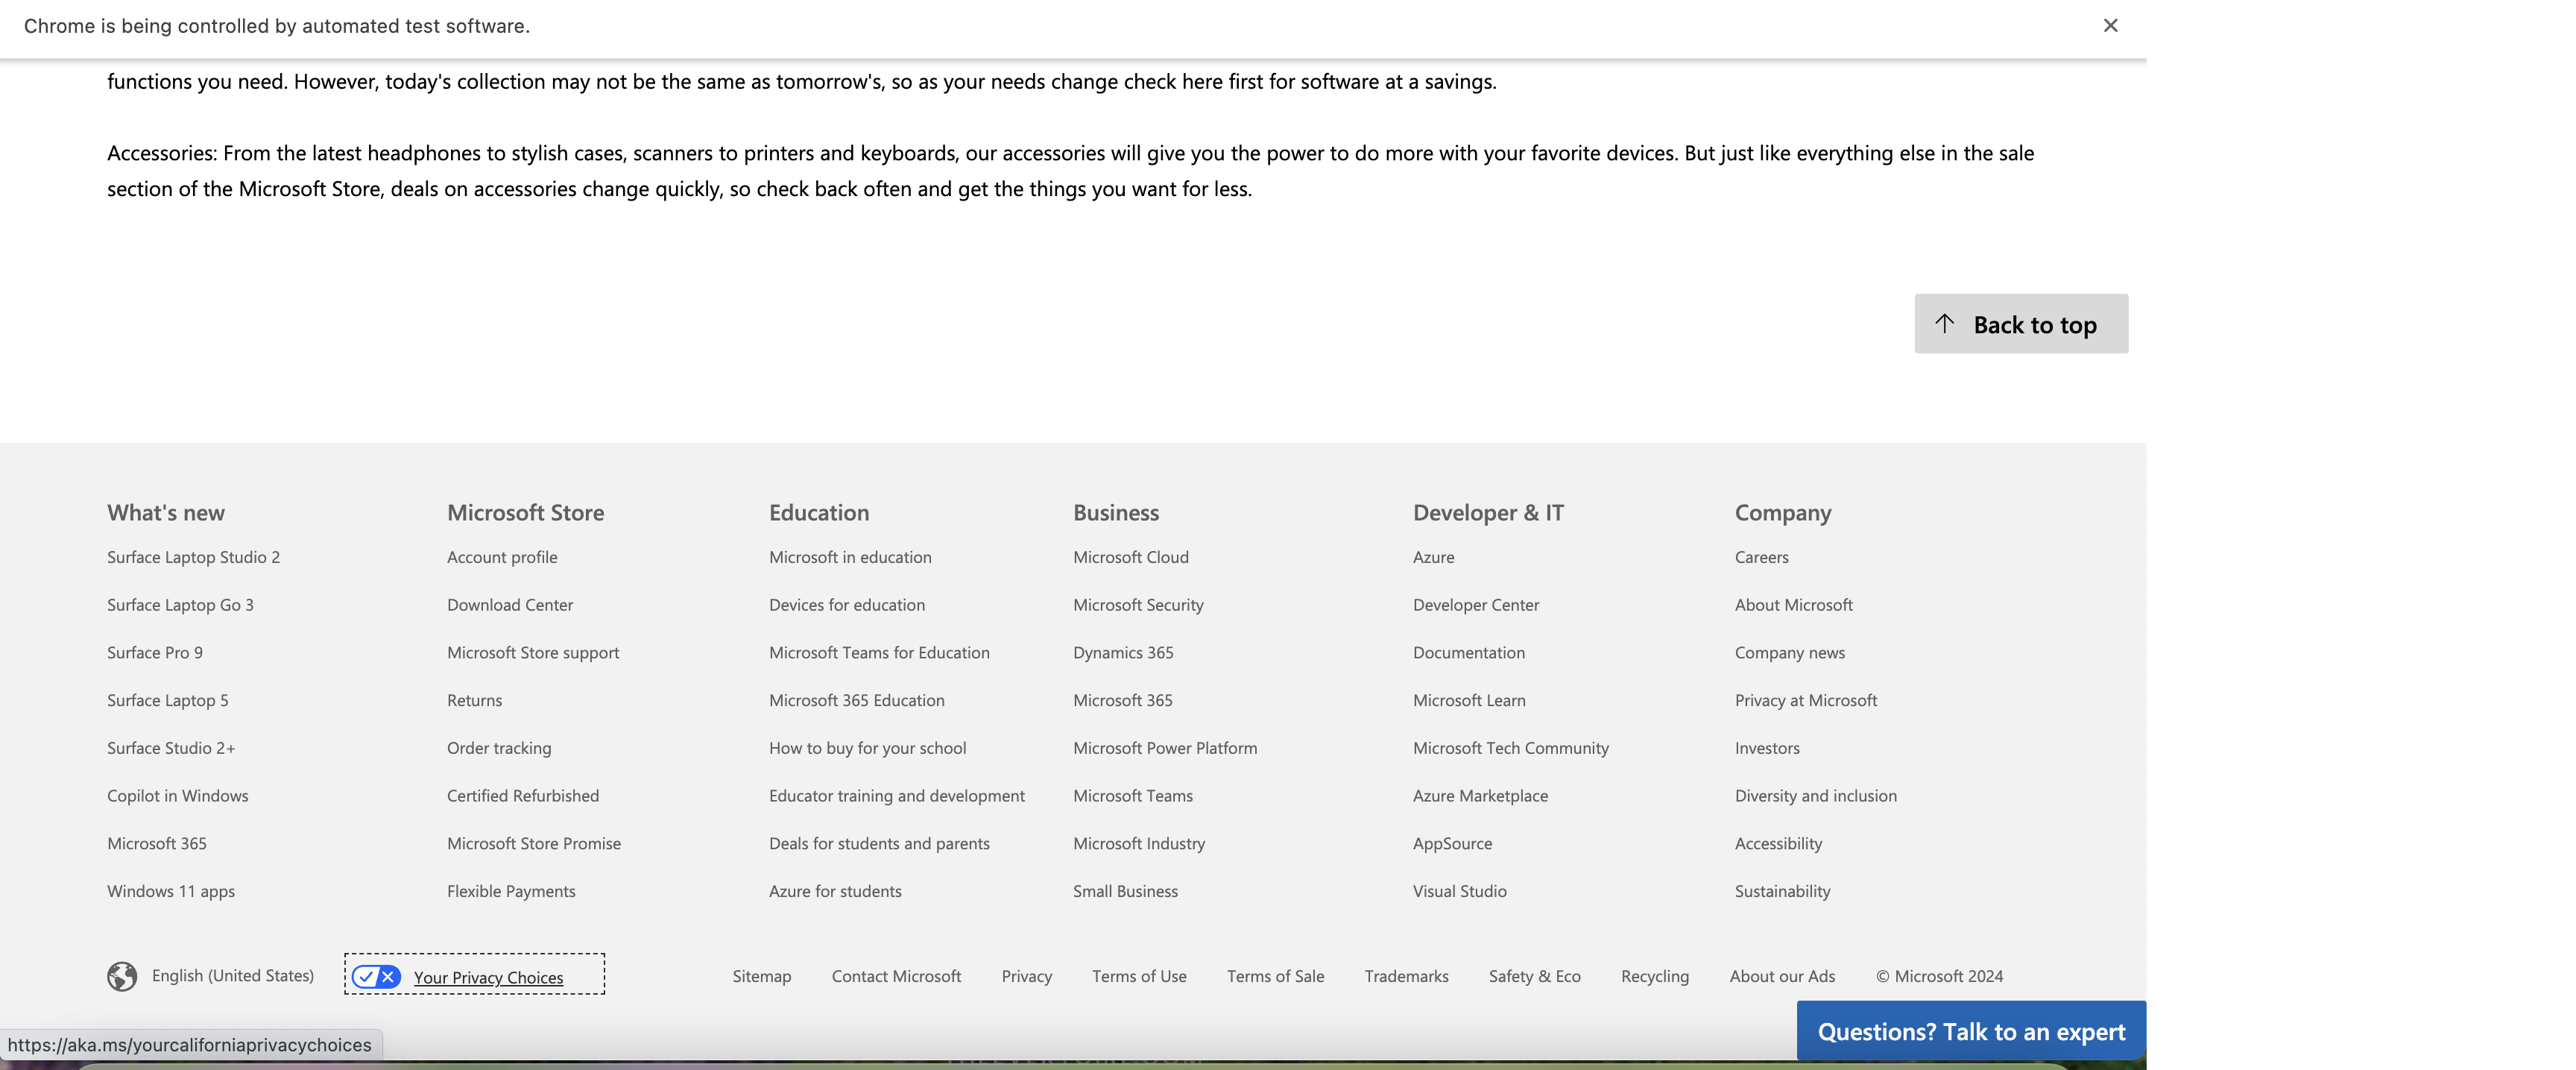 Chrome is being controlled by automated test software.
functions you need. However, today's collection may not be the same as tomorrow's, so as your needs change check here first for software at a savings.
Accessories: From the latest headphones to stylish cases, scanners to printers and keyboards, our accessories will give you the power to do more with your favorite devices. But just like everything else in the sale
section of the Microsoft Store, deals on accessories change quickly, so check back often and get the things you want for less.
Back to top
What's new
Surface Laptop Studio 2
Surface Laptop Go 3
Surface Pro 9
Surface Laptop 5
Surface Studio 2+
Copilot in Windows
Microsoft 365
Windows 11 apps
Microsoft Store
Account profile
Download Center
Microsoft Store support
Returns
Order tracking
Certified Refurbished
Microsoft Store Promise
Flexible Payments
Education
Microsoft in education
Devices for education
Microsoft Teams for Education
Microsoft 365 Education
How to buy for your school
Educator training and development
Deals for students and parents
Azure for students
Business
Microsoft Cloud
Microsoft Security
Dynamics 365
Microsoft 365
Microsoft Power Platform
Microsoft Teams
Microsoft Industry
Small Business
Developer & IT
Azure
Developer Center
Documentation
Microsoft Learn
Microsoft Tech Community
Azure Marketplace
AppSource
Visual Studio
Company
Careers
About Microsoft
Company news
Privacy at Microsoft
Investors
Diversity and inclusion
Accessibility
Sustainability
English (United States)
Your Privacy Choices
Sitemap
Contact Microsoft
Privacy
Terms of Use
Terms of Sale
Trademarks
Safety & Eco
Recycling
About our Ads
© Microsoft 2024
Questions? Talk to an expert
https://aka.ms/yourcaliforniaprivacychoices